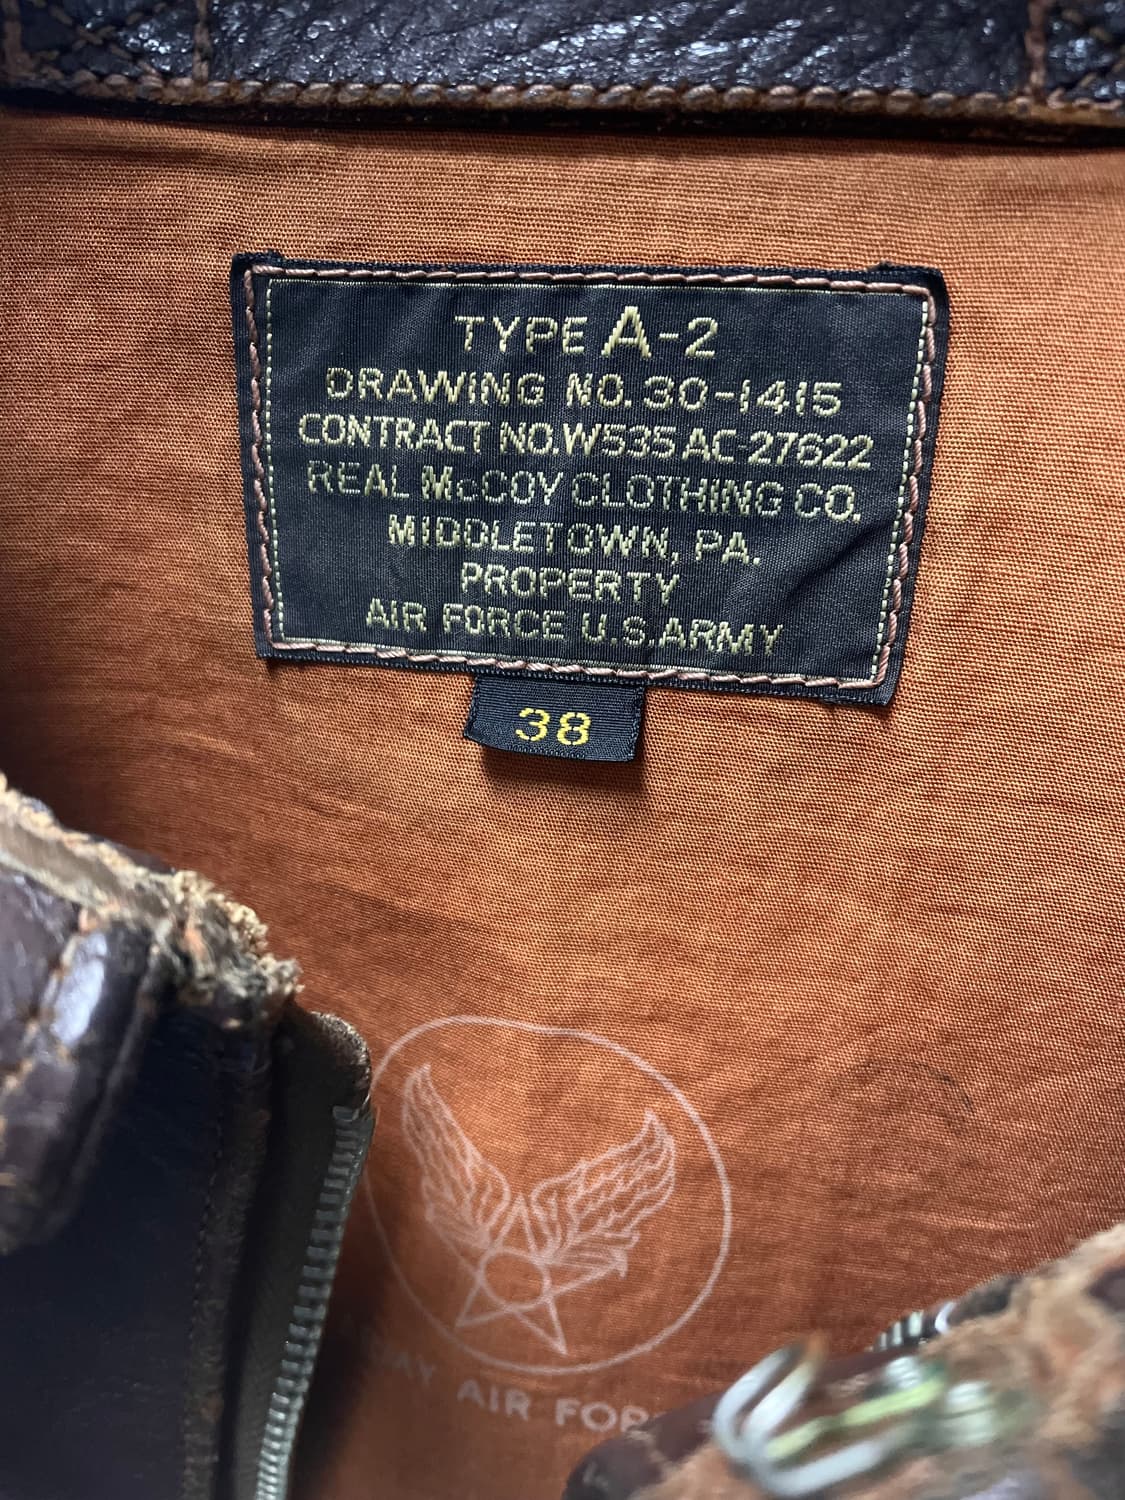 TYPE A-2
DRAWING NO. 30-1415
CONTRACT NO.W535 AC-27622
REAL McCOY CLOTHING CO.
MIDDLETOWN, PA.
PROPERTY
AIR FORCE U.S.ARMY
38
AIR